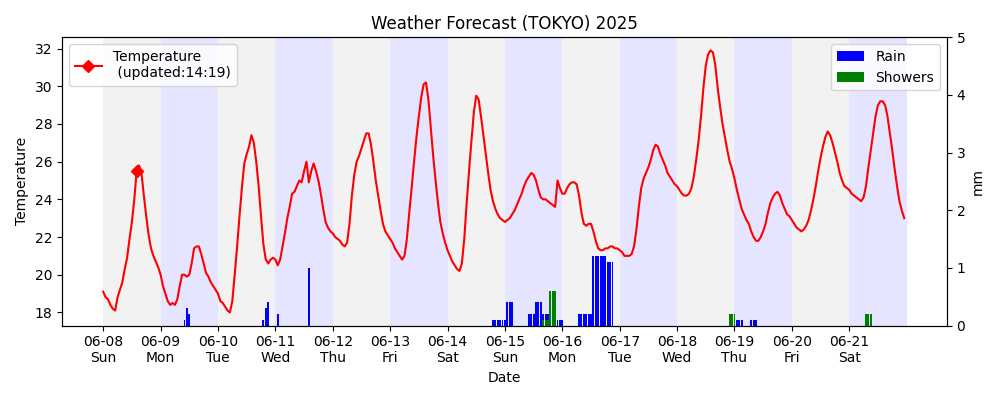 Weather Forecast (TOKYO) 2025
Temperature
(updated:14:19)
Rain
Showers
Temperature
32
30
28
26
24
22
20
18
5
4
3
2
1
0
mm
06-08 06-09 06-10 06-11 06-12 06-13 06-14 06-15 06-16 06-17 06-18 06-19 06-20 06-21
Sun Mon Tue Wed Thu Fri Sat Sun Mon Tue Wed Thu Fri Sat
Date